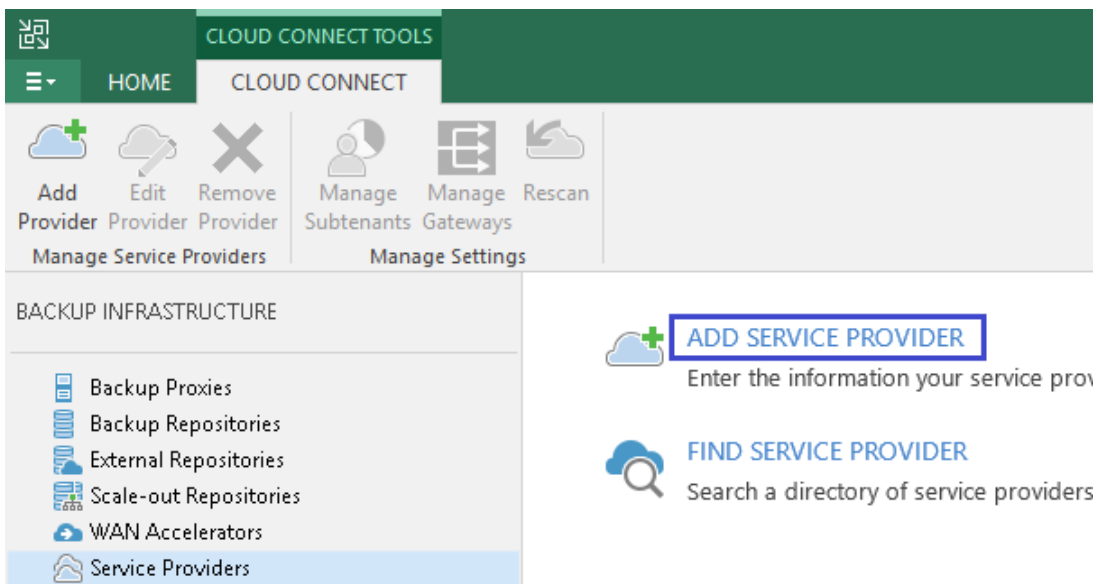 CLOUD CONNECT TOOLS
HOME
CLOUD CONNECT
Add Provider
Edit Provider
Remove Provider
Manage Subtenants
Manage Gateways
Rescan
Manage Service Providers
Manage Settings
BACKUP INFRASTRUCTURE
Backup Proxies
Backup Repositories
External Repositories
Scale-out Repositories
WAN Accelerators
Service Providers
ADD SERVICE PROVIDER
Enter the information your service
FIND SERVICE PROVIDER
Search a directory of service providers